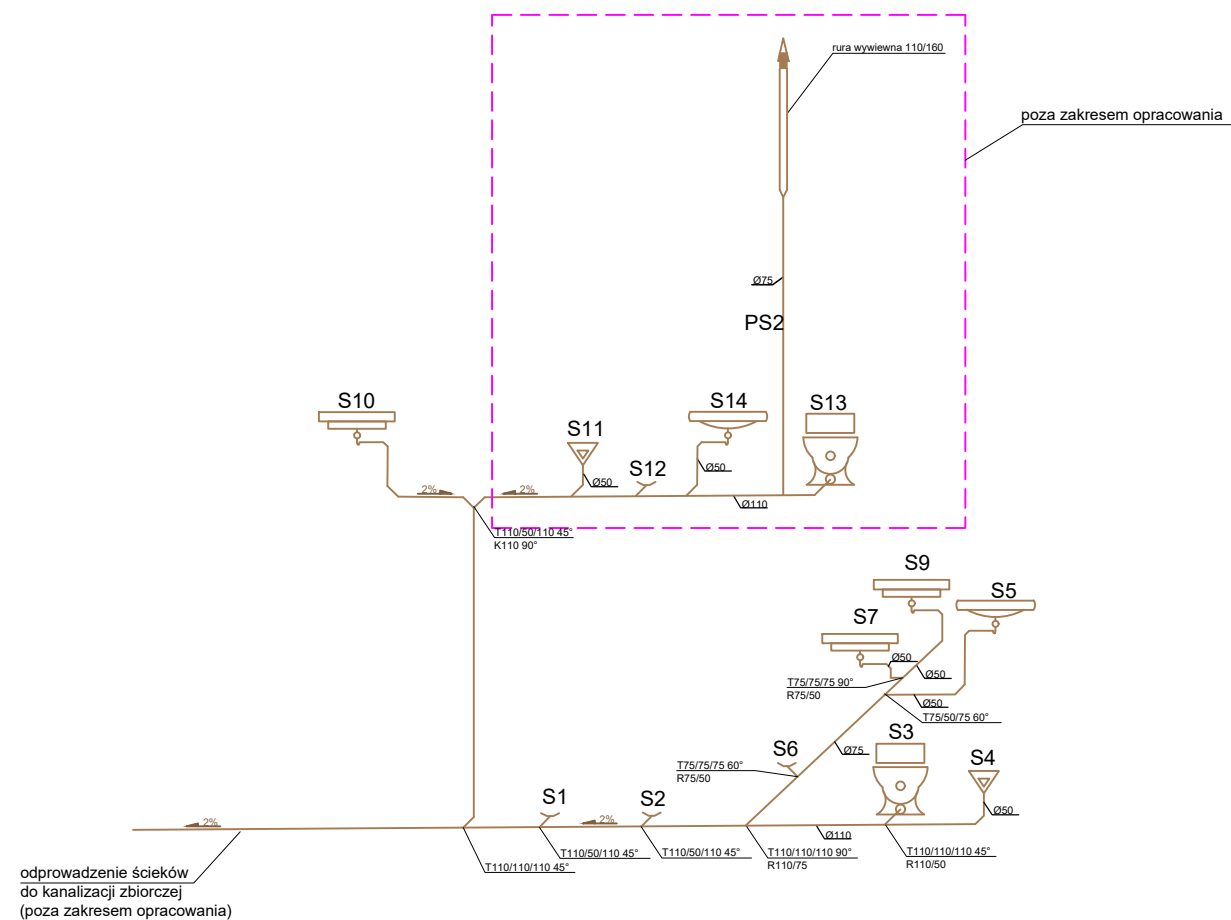 rura wywiewna 110/160
poza zakresem opracowania
Ø75
PS2
S10
S11
S14
S13
S12
Ø50
Ø50
2%
2%
Ø110
T110/50/110 45°
K110 90°
S9
S5
S7
Ø50
Ø50
T75/75/75 90°
R75/50
Ø50
T75/50/75 60°
S3
S6
Ø75
S4
T75/75/75 60°
R75/50
S1
S2
Ø50
2%
2%
Ø110
T110/50/110 45°
T110/50/110 45°
T110/110/110 90°
R110/75
T110/110/110 45°
R110/50
T110/110/110 45°
odprowadzenie ścieków
do kanalizacji zbiorczej
(poza zakresem opracowania)